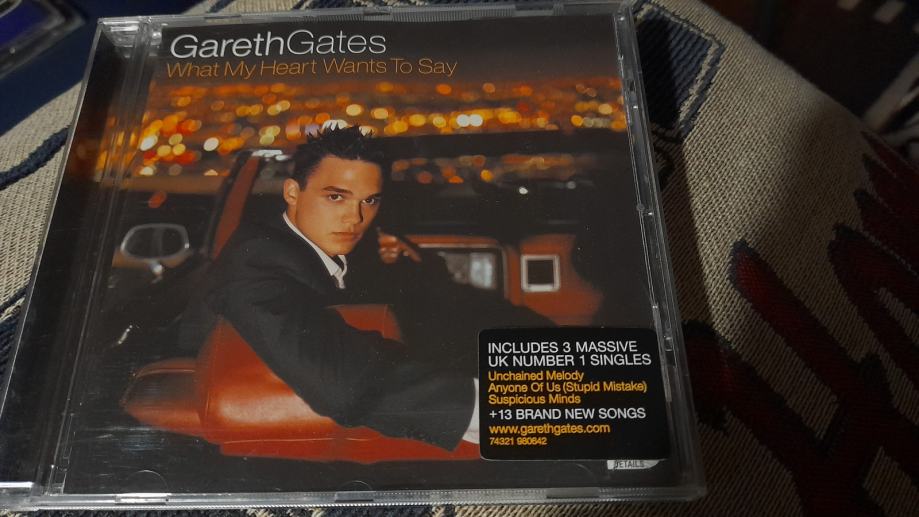 GarethGates
What My Heart Wants To Say
INCLUDES 3 MASSIVE
UK NUMBER 1 SINGLES
Unchained Melody
Anyone Of Us (Stupid Mistake)
Suspicious Minds
+13 BRAND NEW SONGS
www.garethgates.com
74321 980642
DETAILS